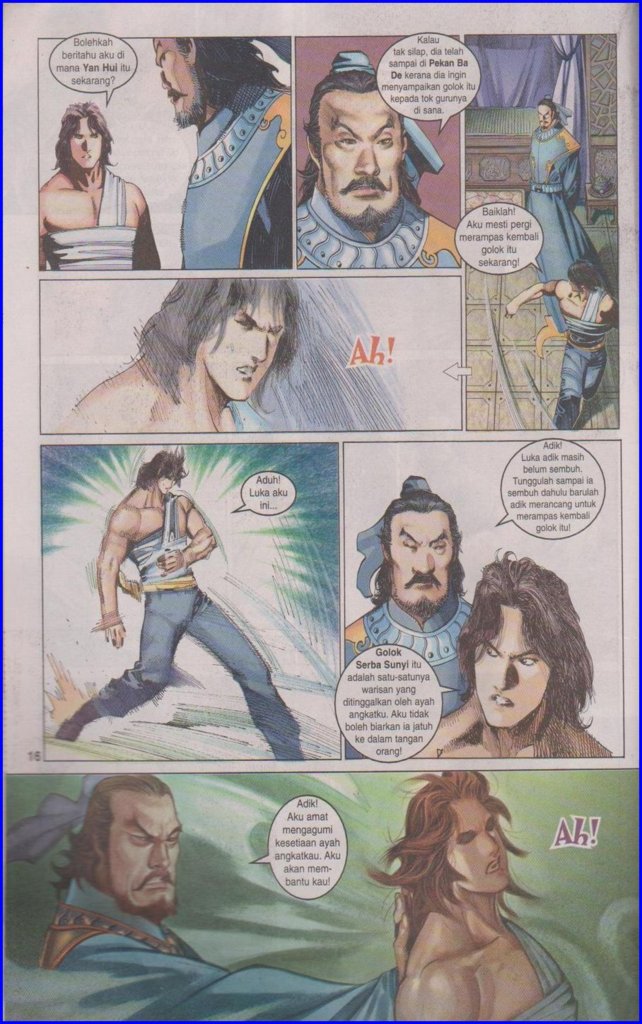 Bolehkah
beritahu aku di
mana Yan Hui itu
sekarang?
Kalau
tak silap, dia telah
sampai di Pekan Ba
De kerana dia ingin
menyampaikan golok itu
kepada tok gurunya
di sana.
Baiklah!
Aku mesti pergi
merampas kembali
golok itu
sekarang!
Ah!
Aduh!
Luka aku
ini...
Adik!
Luka adik masih
belum sembuh.
Tunggulah sampai ia
sembuh dahulu barulah
adik merancang untuk
merampas kembali
golok itu!
Golok
Serba Sunyi itu
adalah satu-satunya
warisan yang
ditinggalkan oleh ayah
angkatku. Aku tidak
boleh biarkan ia jatuh
ke dalam tangan
orang!
16
Adik!
Aku amat
mengagumi
kesetiaan ayah
angkatkau. Aku
akan mem-
bantu kau!
Ah!